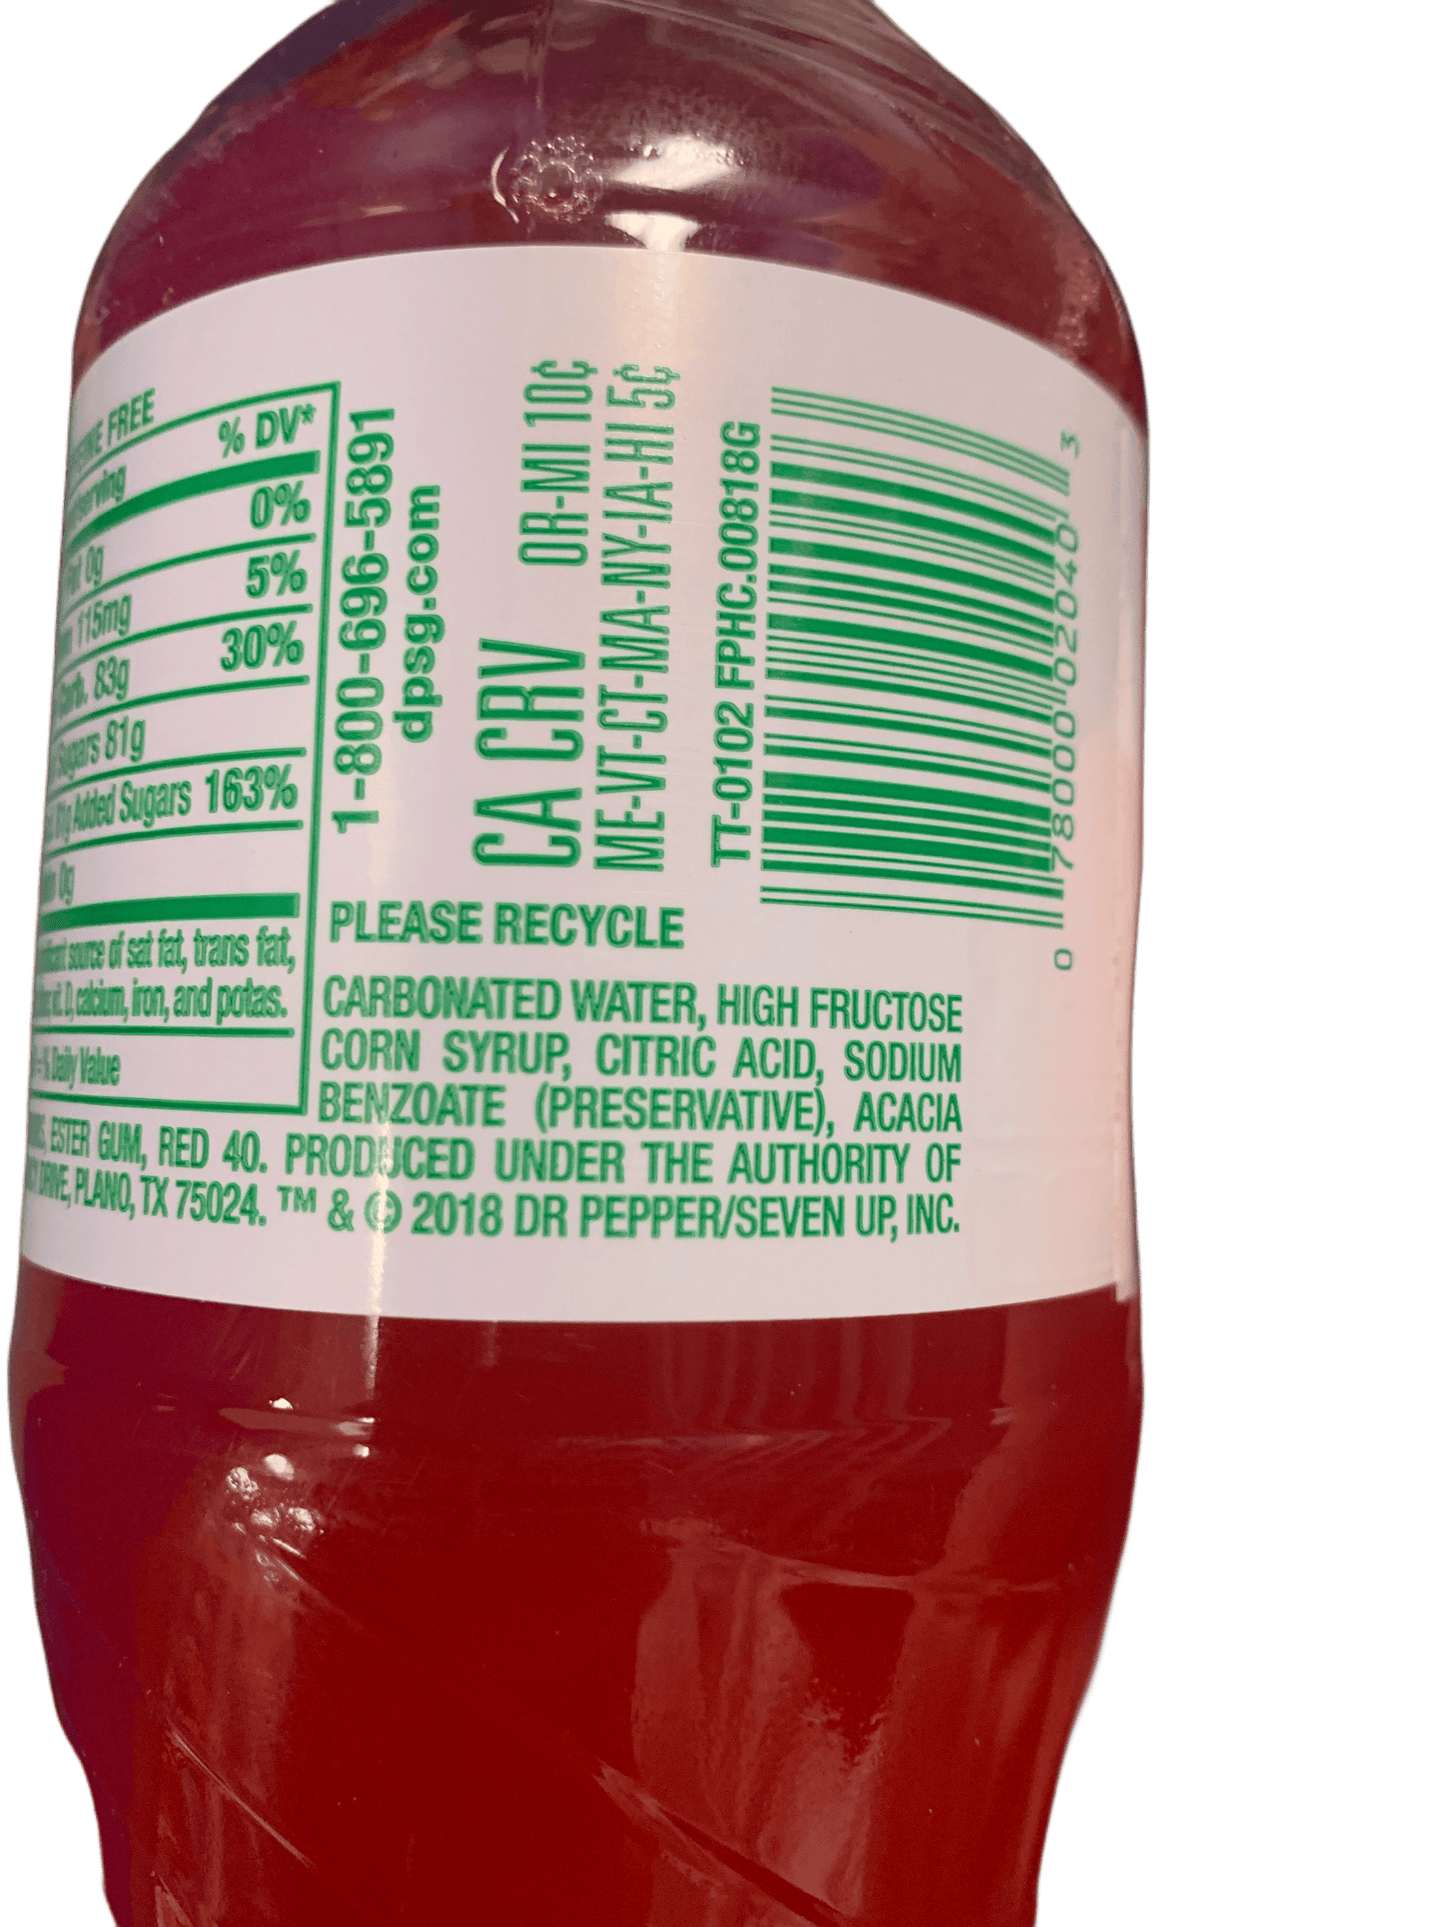 FREE
% DV*
0g 0%
115mg 5%
83g 30%
81g
Added Sugars 163%
0g
source of sat fat, trans fat,
D, calcium, iron, and potas.
Daily Value
1-800-696-5891
dpsg.com
CA CRV OR-MI 10¢
ME-VT-CT-MA-NY-IA-HI 5¢
TT-0102 FPHC.00818G
0 78000 02040 3
PLEASE RECYCLE
CARBONATED WATER, HIGH FRUCTOSE
CORN SYRUP, CITRIC ACID, SODIUM
BENZOATE (PRESERVATIVE), ACACIA
ESTER GUM, RED 40. PRODUCED UNDER THE AUTHORITY OF
DRIVE, PLANO, TX 75024. ™ & © 2018 DR PEPPER/SEVEN UP, INC.